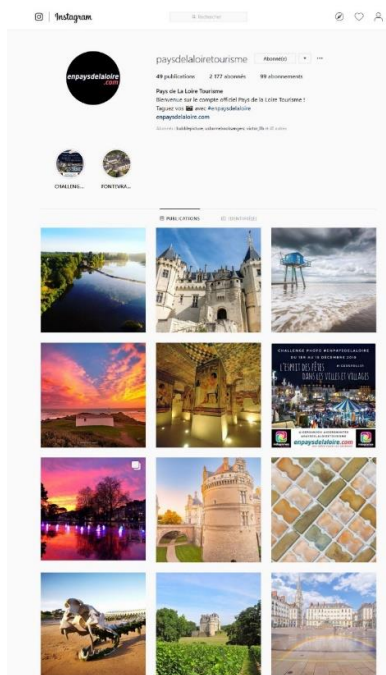 Instagram
Rechercher
enpaysdelaloire
.com
paysdelaloiretourisme
Abonné(e)
49 publications 2 177 abonnés 99 abonnements
Pays de La Loire Tourisme
Bienvenue sur le compte officiel Pays de la Loire Tourisme !
Taguez vos avec #enpaysdelaloire
enpaysdelaloire.com
CHALLENG...
FONTEVRA...
PUBLICATIONS
CHALLENGE PHOTO #ENPAYSDELALOIRE
L'ESPRIT DES FÊTES
DANS LES VILLES ET VILLAGES
enpaysdelaloire.com